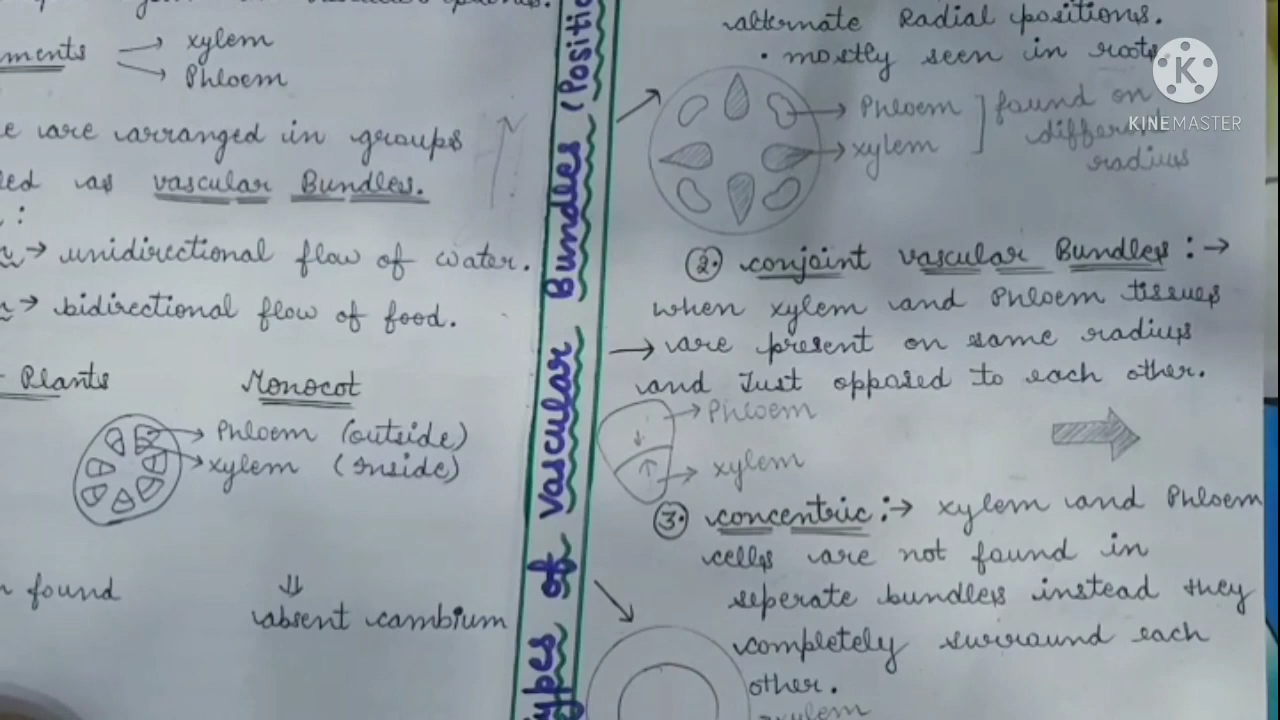 ments → xylem
→ Phloem
e are arranged in groups
led as vascular Bundles.
:
→ unidirectional flow of water.
→ bidirectional flow of food.
Plants
Monocot
→ Phloem (outside)
→ xylem (Inside)
found
⇓
absent cambium
Types of vascular Bundles (Positi
alternate Radial positions.
• mostly seen in roots
→ Phloem ] found on
→ xylem
radius
KINEMASTER
②. conjoint vascular Bundles :→
when xylem and Phloem tissues
→ are present on same radius
and Just opposed to each other.
→ Phloem
→ xylem
③. concentric :→ xylem and Phloem
cells are not found in
seperate bundles instead they
completely surround each
other.
xylem